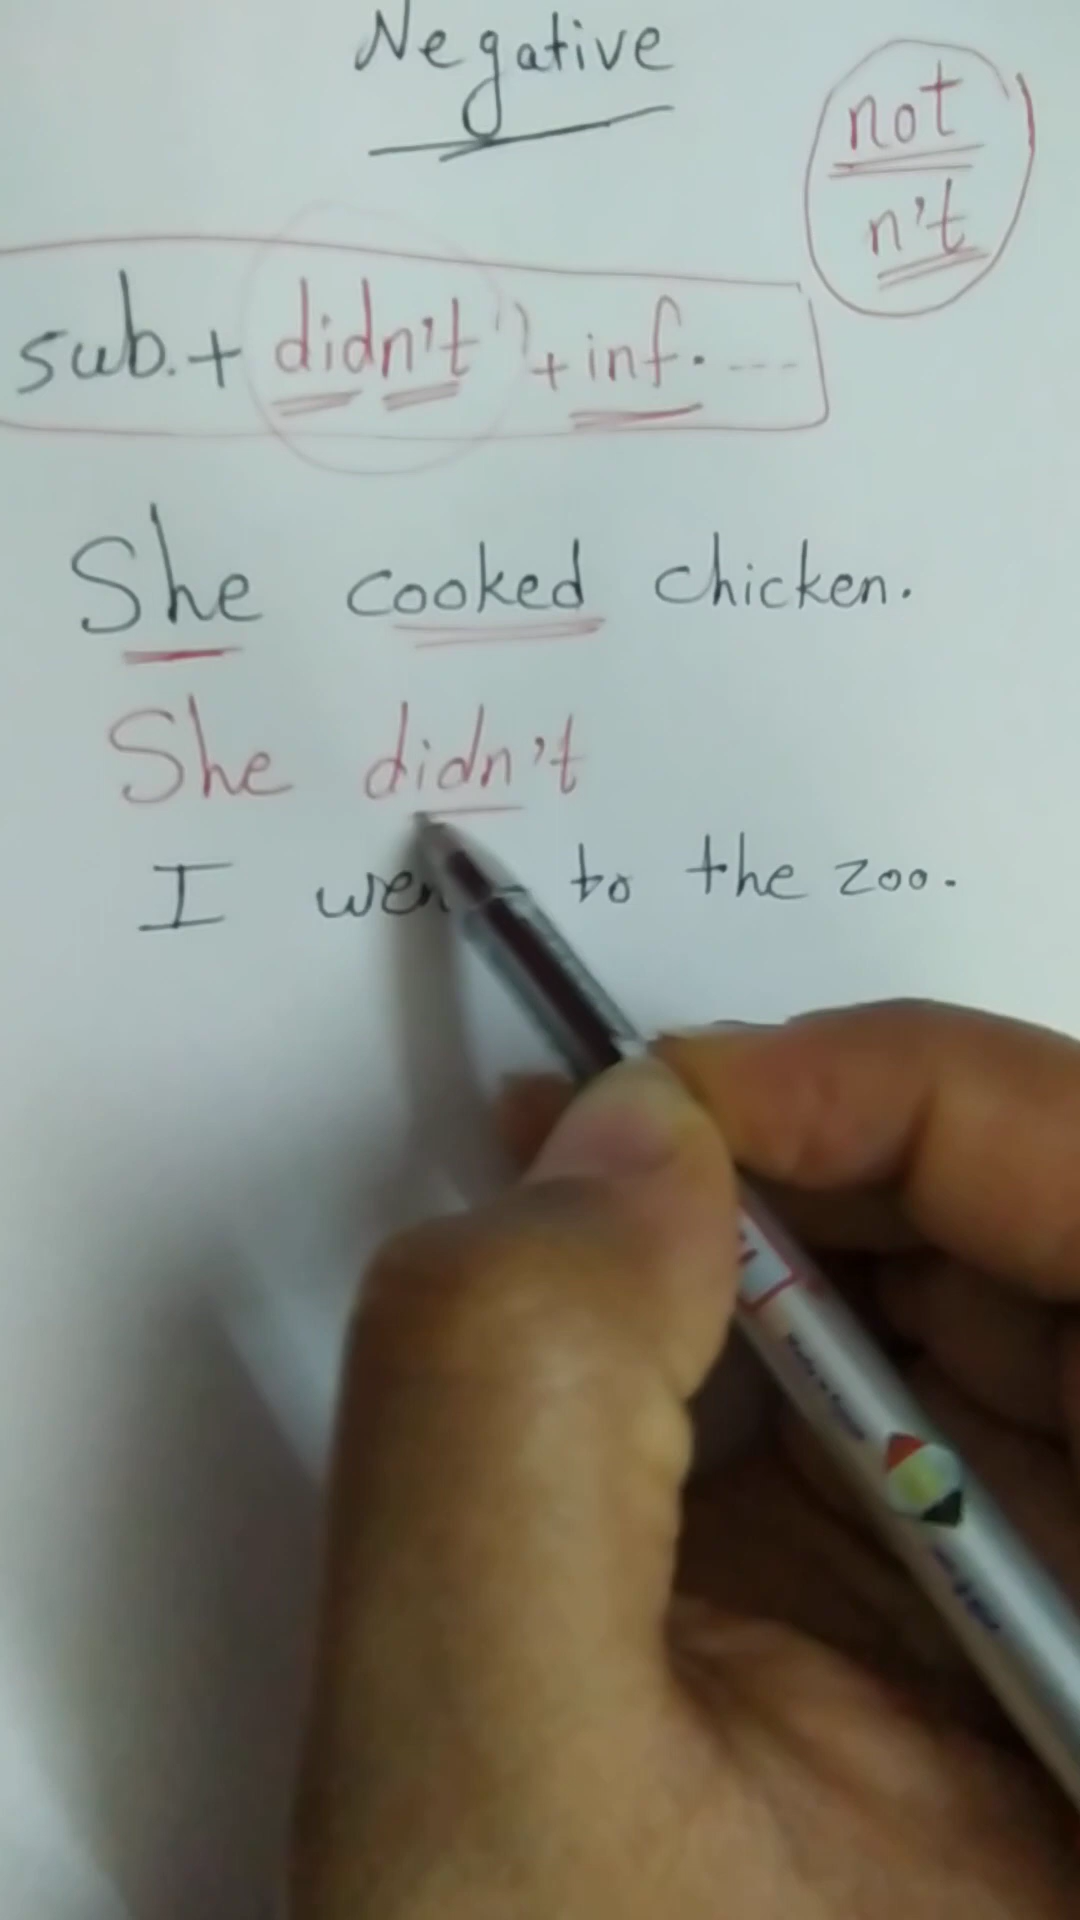 Negative
not
n't
sub. + didn't + inf. ----
She cooked chicken.
She didn't
I to the zoo.